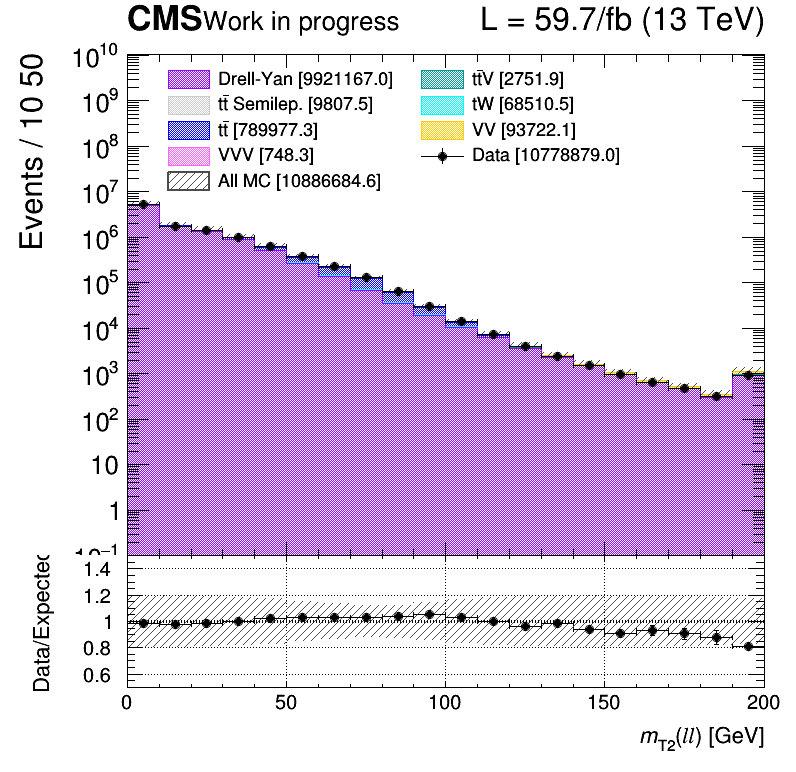 CMS Work in progress L = 59.7/fb (13 TeV)
Events / 10 50
10^10
10^9
10^8
10^7
10^6
10^5
10^4
10^3
10^2
10
1
10^-1
Drell-Yan [9921167.0]
tt̄ Semilep. [9807.5]
tt̄ [789977.3]
VVV [748.3]
All MC [10886684.6]
tt̄V [2751.9]
tW [68510.5]
VV [93722.1]
Data [10778879.0]
Data/Expected
1.4
1.2
1
0.8
0.6
0 50 100 150 200
m_T2(ll) [GeV]